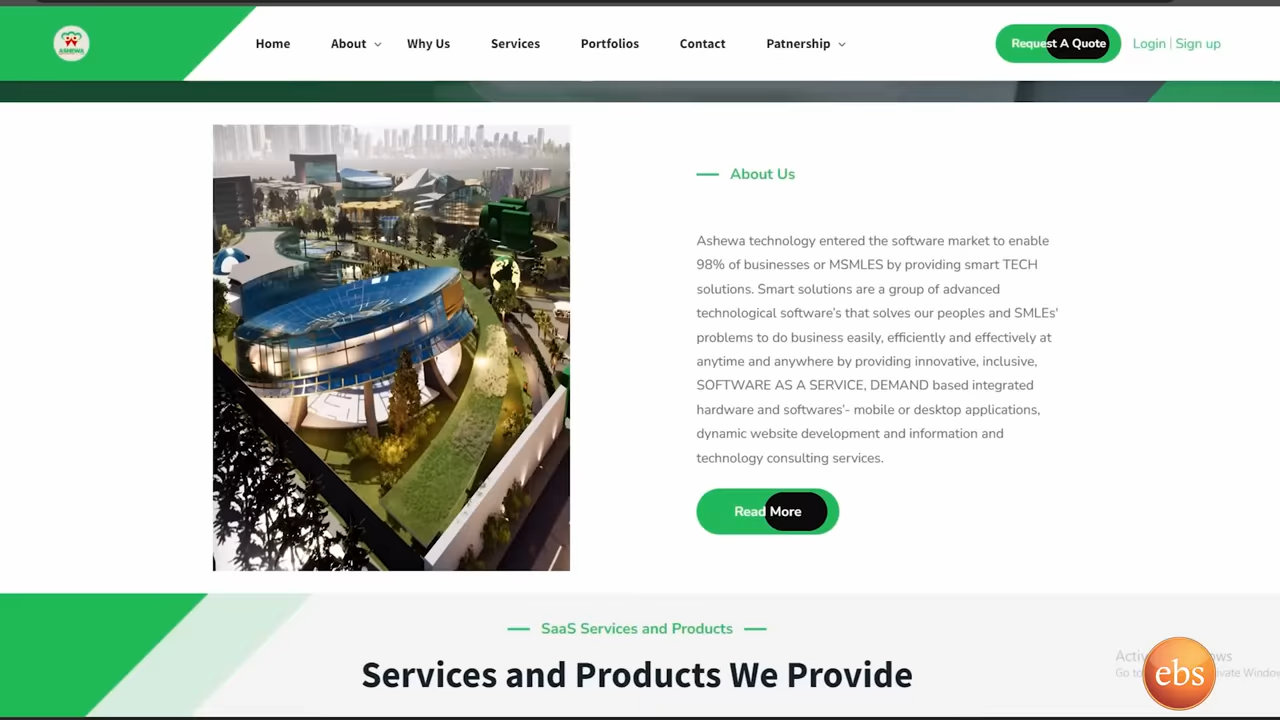 ASHEWA
Home
About
Why Us
Services
Portfolios
Contact
Patnership
Request A Quote
Login | Sign up
About Us
Ashewa technology entered the software market to enable
98% of businesses or MSMLES by providing smart TECH
solutions. Smart solutions are a group of advanced
technological software's that solves our peoples and SMLEs'
problems to do business easily, efficiently and effectively at
anytime and anywhere by providing innovative, inclusive,
SOFTWARE AS A SERVICE, DEMAND based integrated
hardware and softwares'- mobile or desktop applications,
dynamic website development and information and
technology consulting services.
Read More
SaaS Services and Products
Services and Products We Provide
ebs